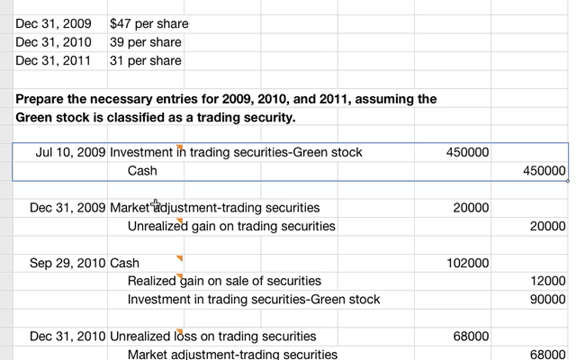 Dec 31, 2009 $47 per share
Dec 31, 2010 39 per share
Dec 31, 2011 31 per share
Prepare the necessary entries for 2009, 2010, and 2011, assuming the
Green stock is classified as a trading security.
Jul 10, 2009 Investment in trading securities-Green stock 450000
Cash 450000
Dec 31, 2009 Market adjustment-trading securities 20000
Unrealized gain on trading securities 20000
Sep 29, 2010 Cash 102000
Realized gain on sale of securities 12000
Investment in trading securities-Green stock 90000
Dec 31, 2010 Unrealized loss on trading securities 68000
Market adjustment-trading securities 68000